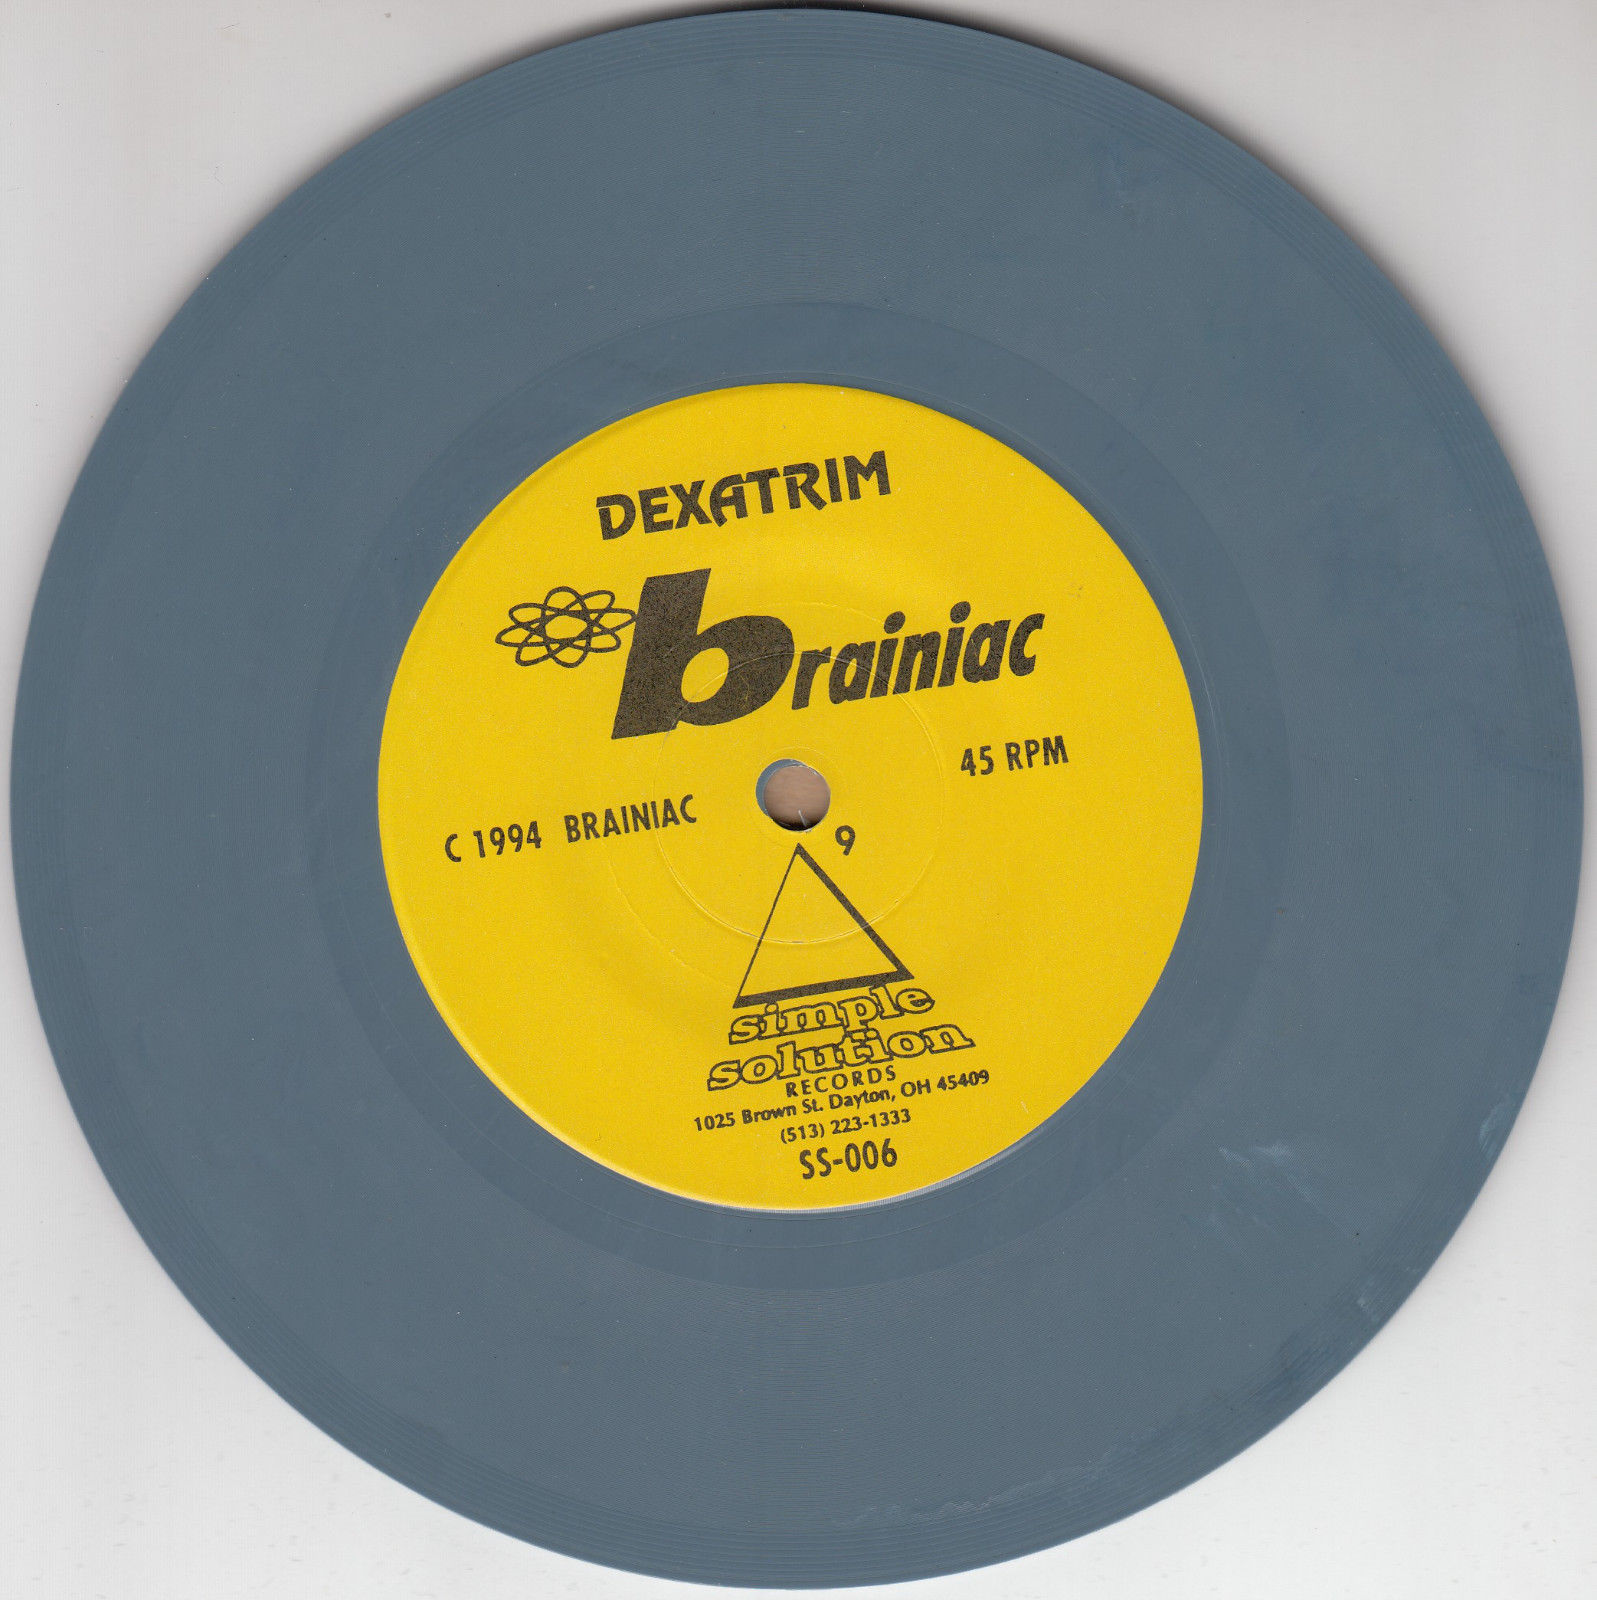 DEXATRIM
brainiac
45 RPM
C 1994 BRAINIAC
9
simple
solution
RECORDS
1025 Brown St. Dayton, OH 45409
(513) 223-1333
SS-006